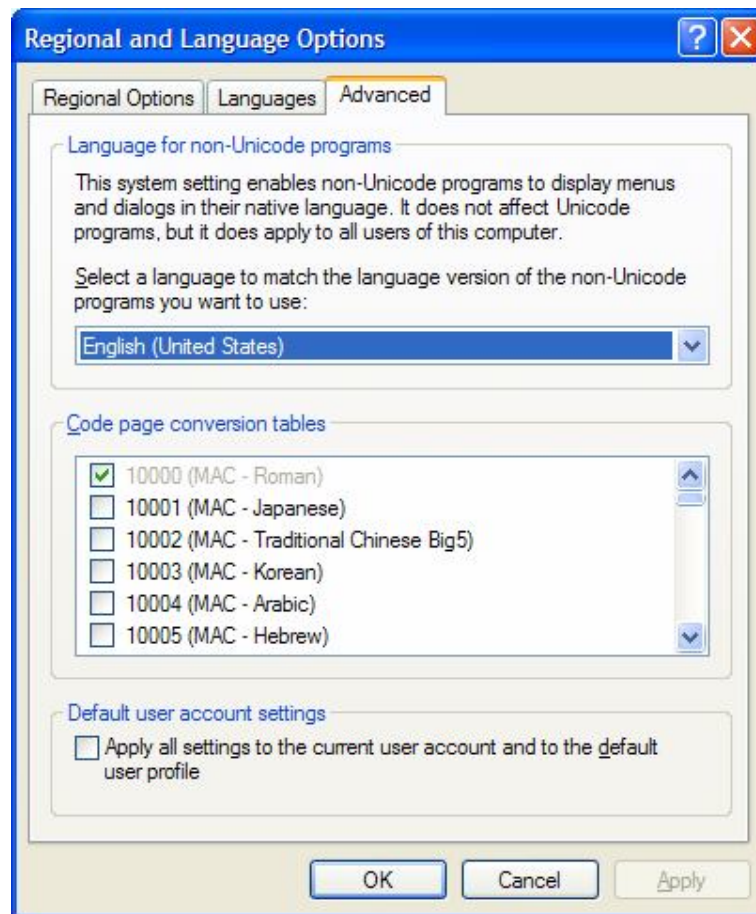 Regional and Language Options
Regional Options
Languages
Advanced
Language for non-Unicode programs
This system setting enables non-Unicode programs to display menus
and dialogs in their native language. It does not affect Unicode
programs, but it does apply to all users of this computer.
Select a language to match the language version of the non-Unicode
programs you want to use:
English (United States)
Code page conversion tables
10000 (MAC - Roman)
10001 (MAC - Japanese)
10002 (MAC - Traditional Chinese Big5)
10003 (MAC - Korean)
10004 (MAC - Arabic)
10005 (MAC - Hebrew)
Default user account settings
Apply all settings to the current user account and to the default
user profile
OK
Cancel
Apply